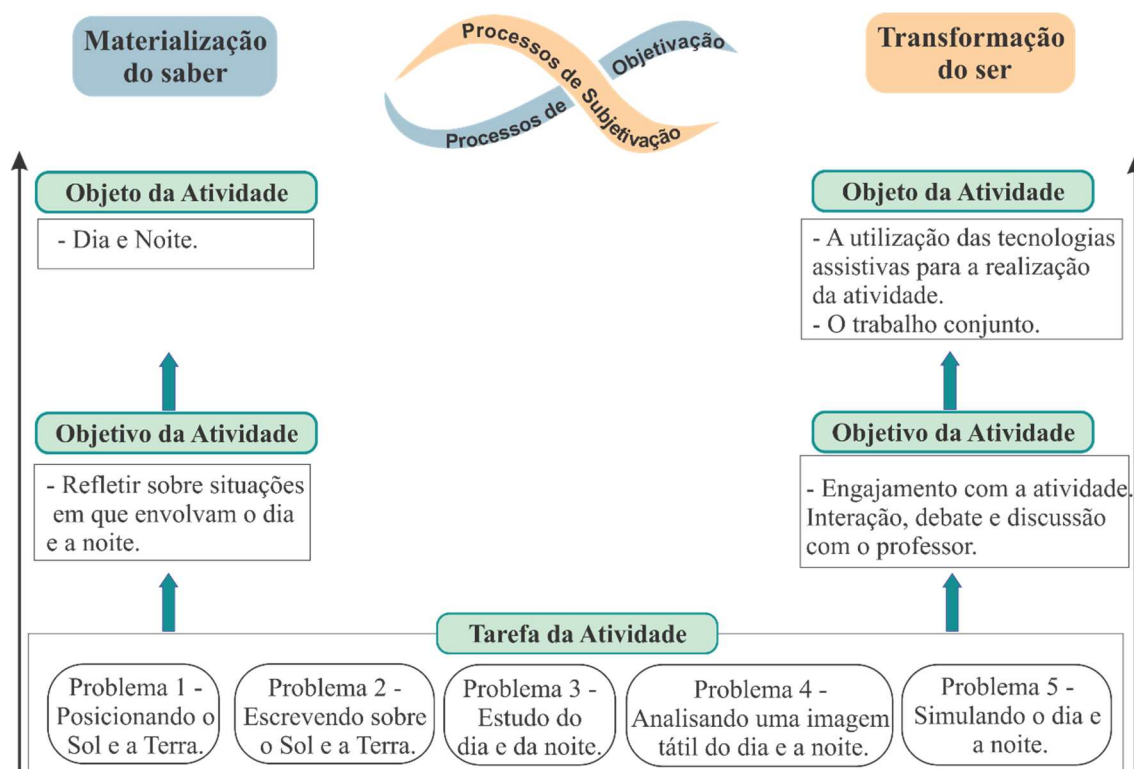 Materialização
do saber
Processos de Subjetivação
Processos de Objetivação
Transformação
do ser
Objeto da Atividade
- Dia e Noite.
Objetivo da Atividade
- Refletir sobre situações
em que envolvam o dia
e a noite.
Objeto da Atividade
- A utilização das tecnologias
assistivas para a realização
da atividade.
- O trabalho conjunto.
Objetivo da Atividade
- Engajamento com a atividade.
Interação, debate e discussão
com o professor.
Tarefa da Atividade
Problema 1 -
Posicionando o
Sol e a Terra.
Problema 2 -
Escrevendo sobre
o Sol e a Terra.
Problema 3 -
Estudo do
dia e da noite.
Problema 4 -
Analisando uma imagem
tátil do dia e a noite.
Problema 5 -
Simulando o dia e
a noite.